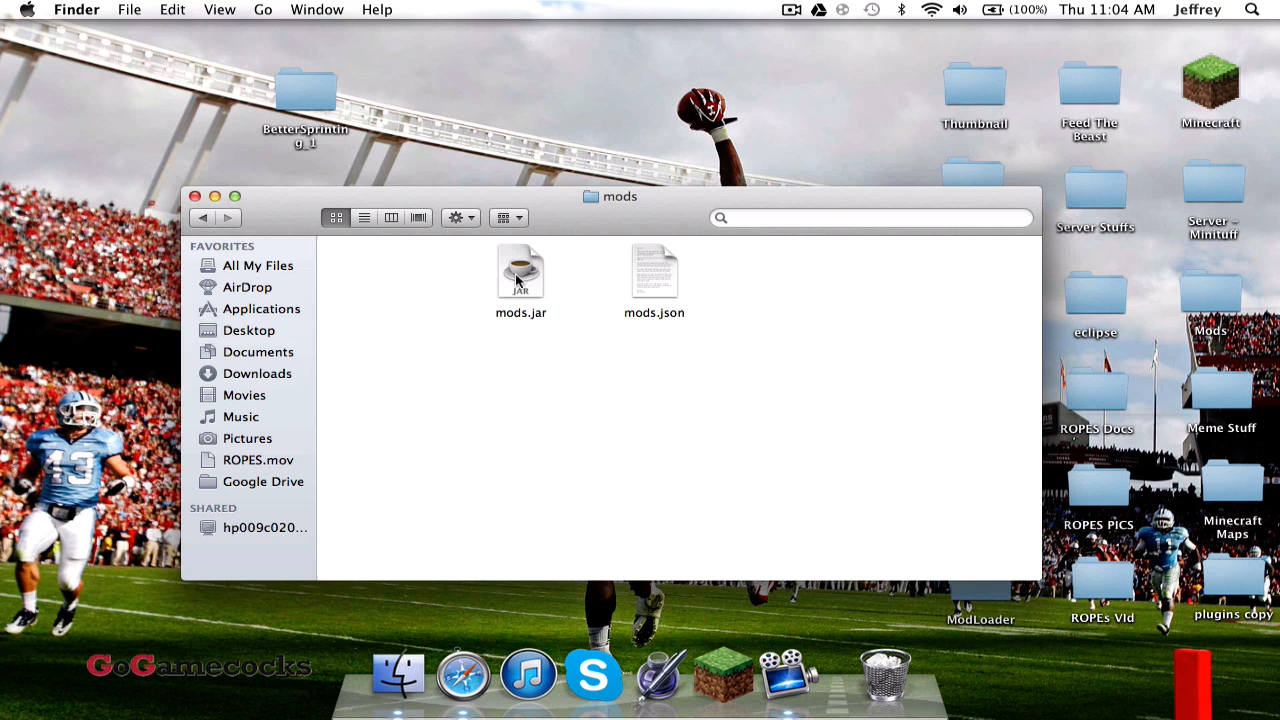 Finder File Edit View Go Window Help (100%) Thu 11:04 AM Jeffrey
BetterSprintin
g_1
Thumbnail
Feed The
Beast
Minecraft
mods
Server Stuffs
Server -
Minituff
FAVORITES
All My Files
AirDrop
Applications
Desktop
Documents
Downloads
Movies
Music
Pictures
ROPES.mov
Google Drive
SHARED
hp009c020...
JAR
mods.jar
mods.json
eclipse
Mods
ROPES Docs
Meme Stuff
ROPES PICS
Minecraft
Maps
ModLoader
ROPEs VId
plugins copy
13
11
GoGamecocks
S